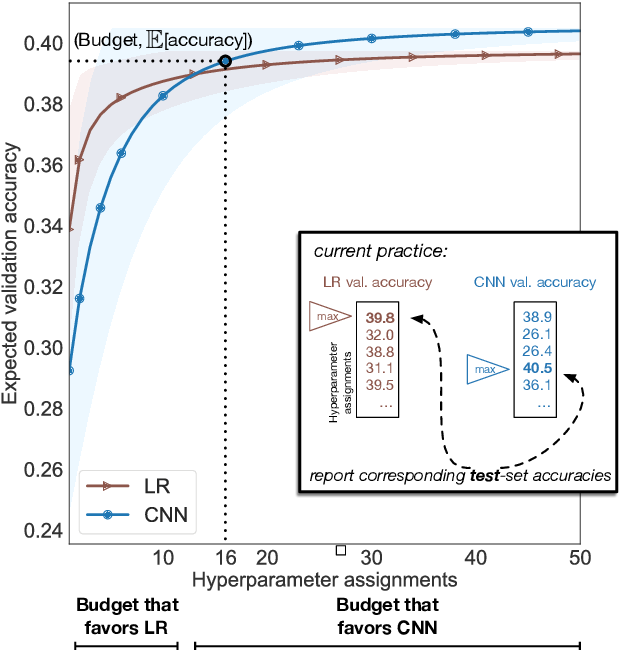 (Budget, 𝔼[accuracy])
Expected validation accuracy
0.40
0.38
0.36
0.34
0.32
0.30
0.28
0.26
0.24
current practice:
LR val. accuracy
CNN val. accuracy
max
Hyperparameter
assignments
39.8
32.0
38.8
31.1
39.5
...
max
38.9
26.1
26.4
40.5
36.1
...
report corresponding test-set accuracies
LR
CNN
10 16 20 30 40 50
Hyperparameter assignments
Budget that
favors LR
Budget that
favors CNN